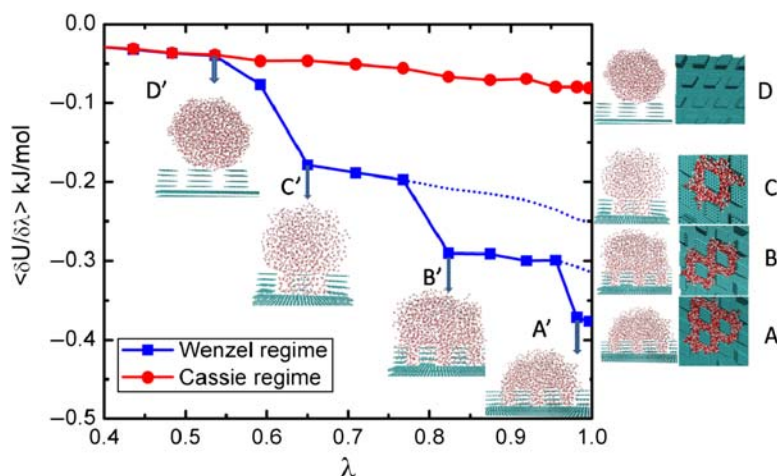 0.0
−0.1
−0.2
−0.3
−0.4
−0.5
<δU/δλ> kJ/mol
D′
C′
B′
A′
Wenzel regime
Cassie regime
0.4 0.5 0.6 0.7 0.8 0.9 1.0
λ
D
C
B
A